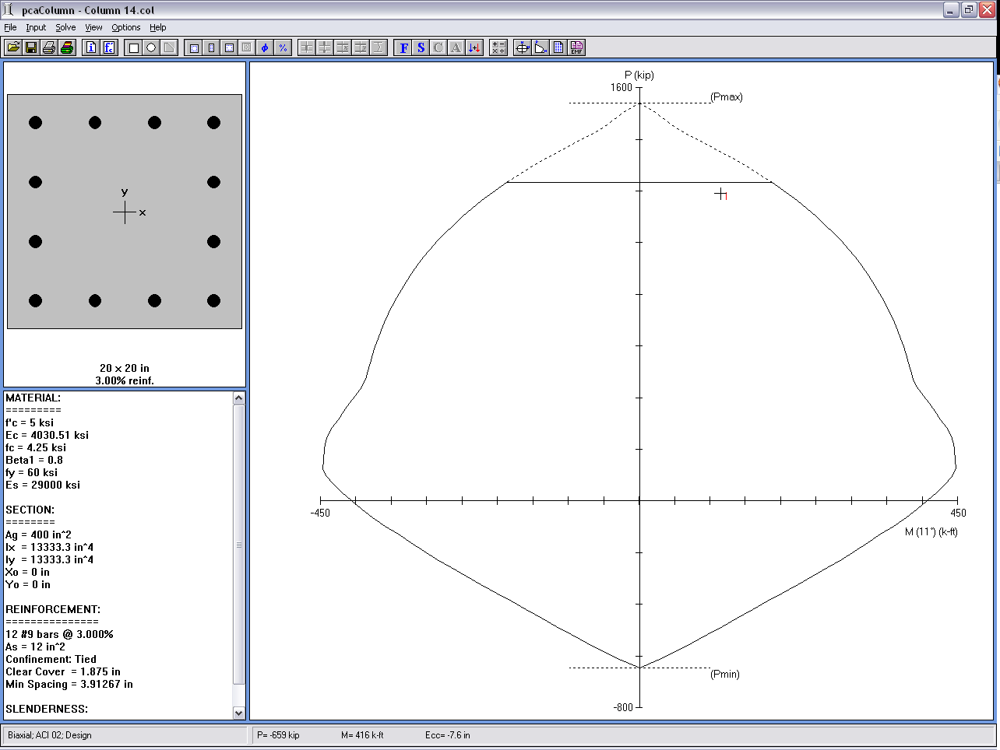 pcaColumn - Column 14.col
File Input Solve View Options Help
i f'c φ % F S C A EMF
P (kip)
1600
(Pmax)
1
y
x
20 x 20 in
3.00% reinf.
MATERIAL:
=========
f'c = 5 ksi
Ec = 4030.51 ksi
fc = 4.25 ksi
Beta1 = 0.8
fy = 60 ksi
Es = 29000 ksi
SECTION:
========
Ag = 400 in^2
Ix = 13333.3 in^4
Iy = 13333.3 in^4
Xo = 0 in
Yo = 0 in
REINFORCEMENT:
===============
12 #9 bars @ 3.000%
As = 12 in^2
Confinement: Tied
Clear Cover = 1.875 in
Min Spacing = 3.91267 in
SLENDERNESS:
-450
450
M (11°) (k-ft)
(Pmin)
-800
Biaxial; ACI 02; Design
P= -659 kip M= 416 k-ft Ecc= -7.6 in